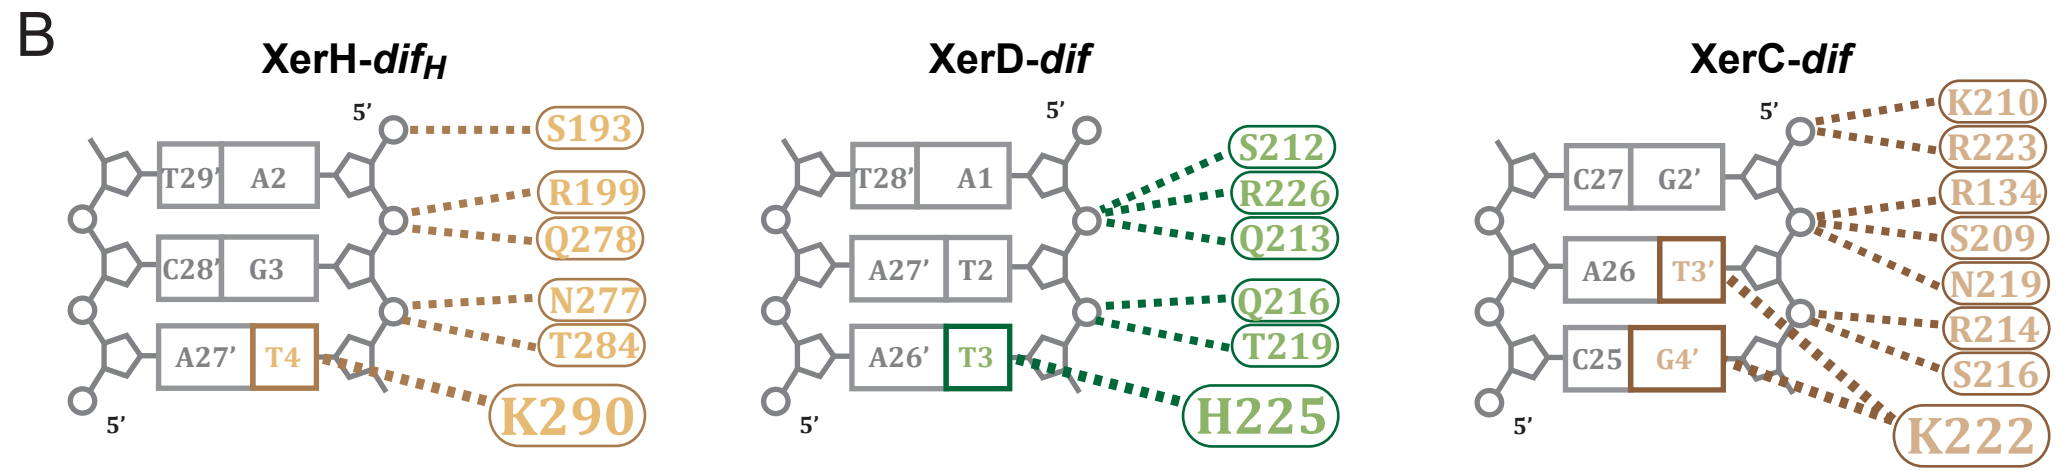 B
XerH-difH
5’
S193
T29’ A2
R199
Q278
C28’ G3
N277
T284
A27’ T4
K290
5’
XerD-dif
5’
S212
T28’ A1
R226
Q213
A27’ T2
Q216
T219
A26’ T3
H225
5’
XerC-dif
5’
K210
R223
C27 G2’
R134
S209
A26 T3’
N219
R214
C25 G4’
S216
K222
5’